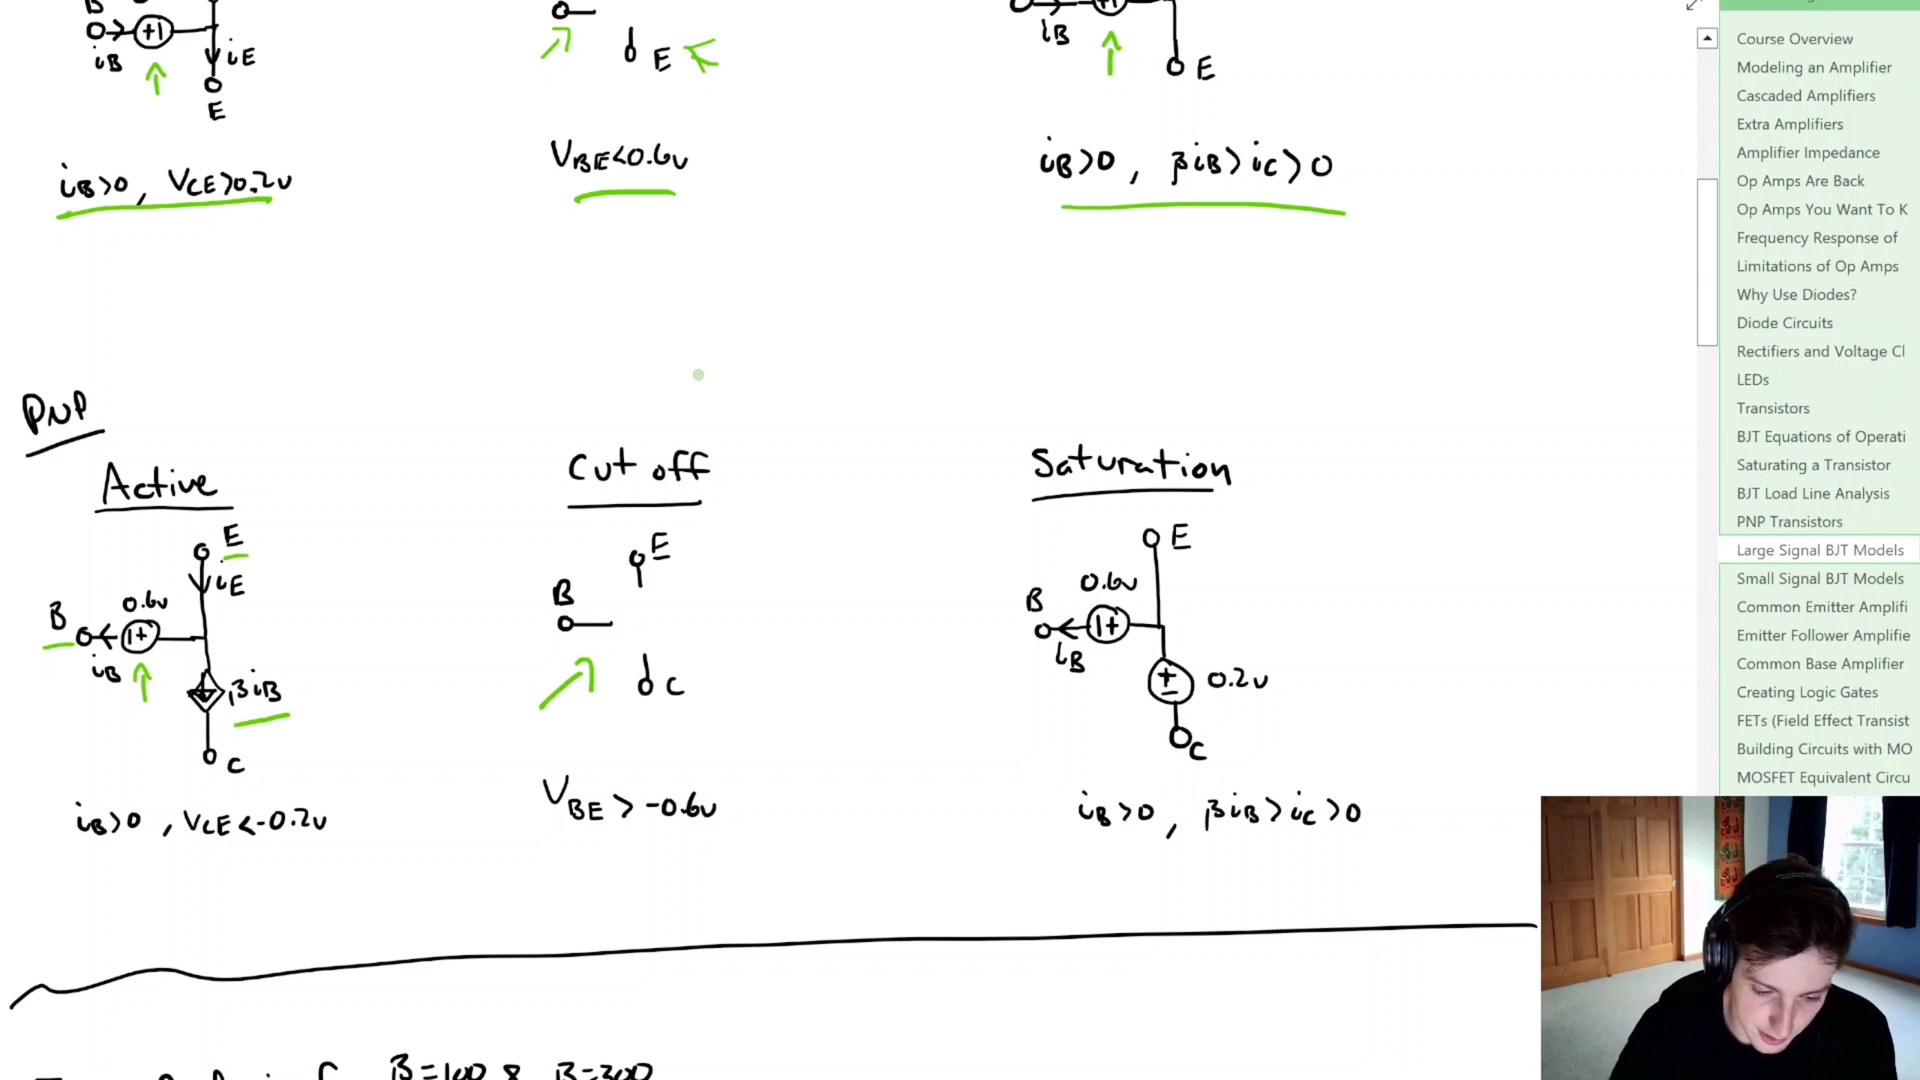 B
+1
iB
iE
E
iB>0, VCE>0.2v
E
VBE<0.6v
iB
+1
E
iB>0, βiB>iC>0
PNP
Active
E
iE
0.6v
B
1+
iB
βiB
C
iB>0, VCE<-0.2v
Cut off
E
B
C
VBE > -0.6v
Saturation
E
0.6v
B
1+
iB
+
-
0.2v
C
iB>0, βiB>iC>0
β=100 & β=300
Course Overview
Modeling an Amplifier
Cascaded Amplifiers
Extra Amplifiers
Amplifier Impedance
Op Amps Are Back
Op Amps You Want To K
Frequency Response of
Limitations of Op Amps
Why Use Diodes?
Diode Circuits
Rectifiers and Voltage Cl
LEDs
Transistors
BJT Equations of Operati
Saturating a Transistor
BJT Load Line Analysis
PNP Transistors
Large Signal BJT Models
Small Signal BJT Models
Common Emitter Amplifi
Emitter Follower Amplifie
Common Base Amplifier
Creating Logic Gates
FETs (Field Effect Transist
Building Circuits with MO
MOSFET Equivalent Circu